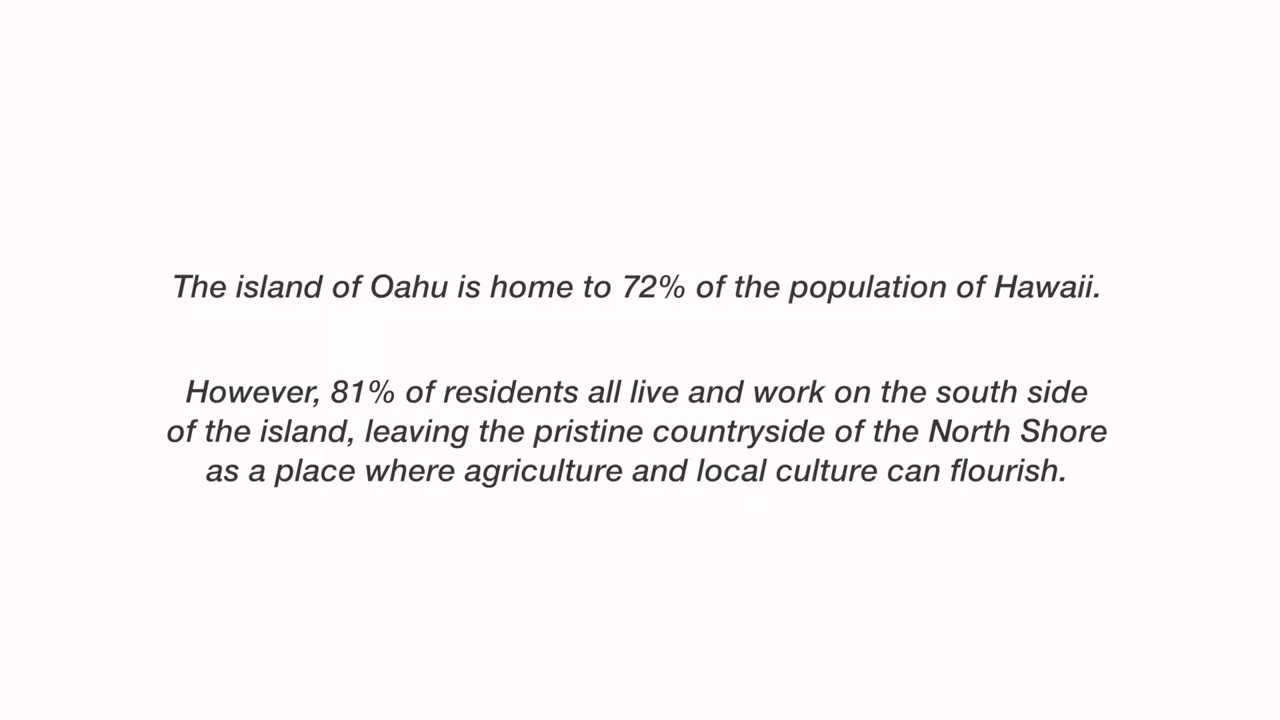 The island of Oahu is home to 72% of the population of Hawaii.
However, 81% of residents all live and work on the south side
of the island, leaving the pristine countryside of the North Shore
as a place where agriculture and local culture can flourish.